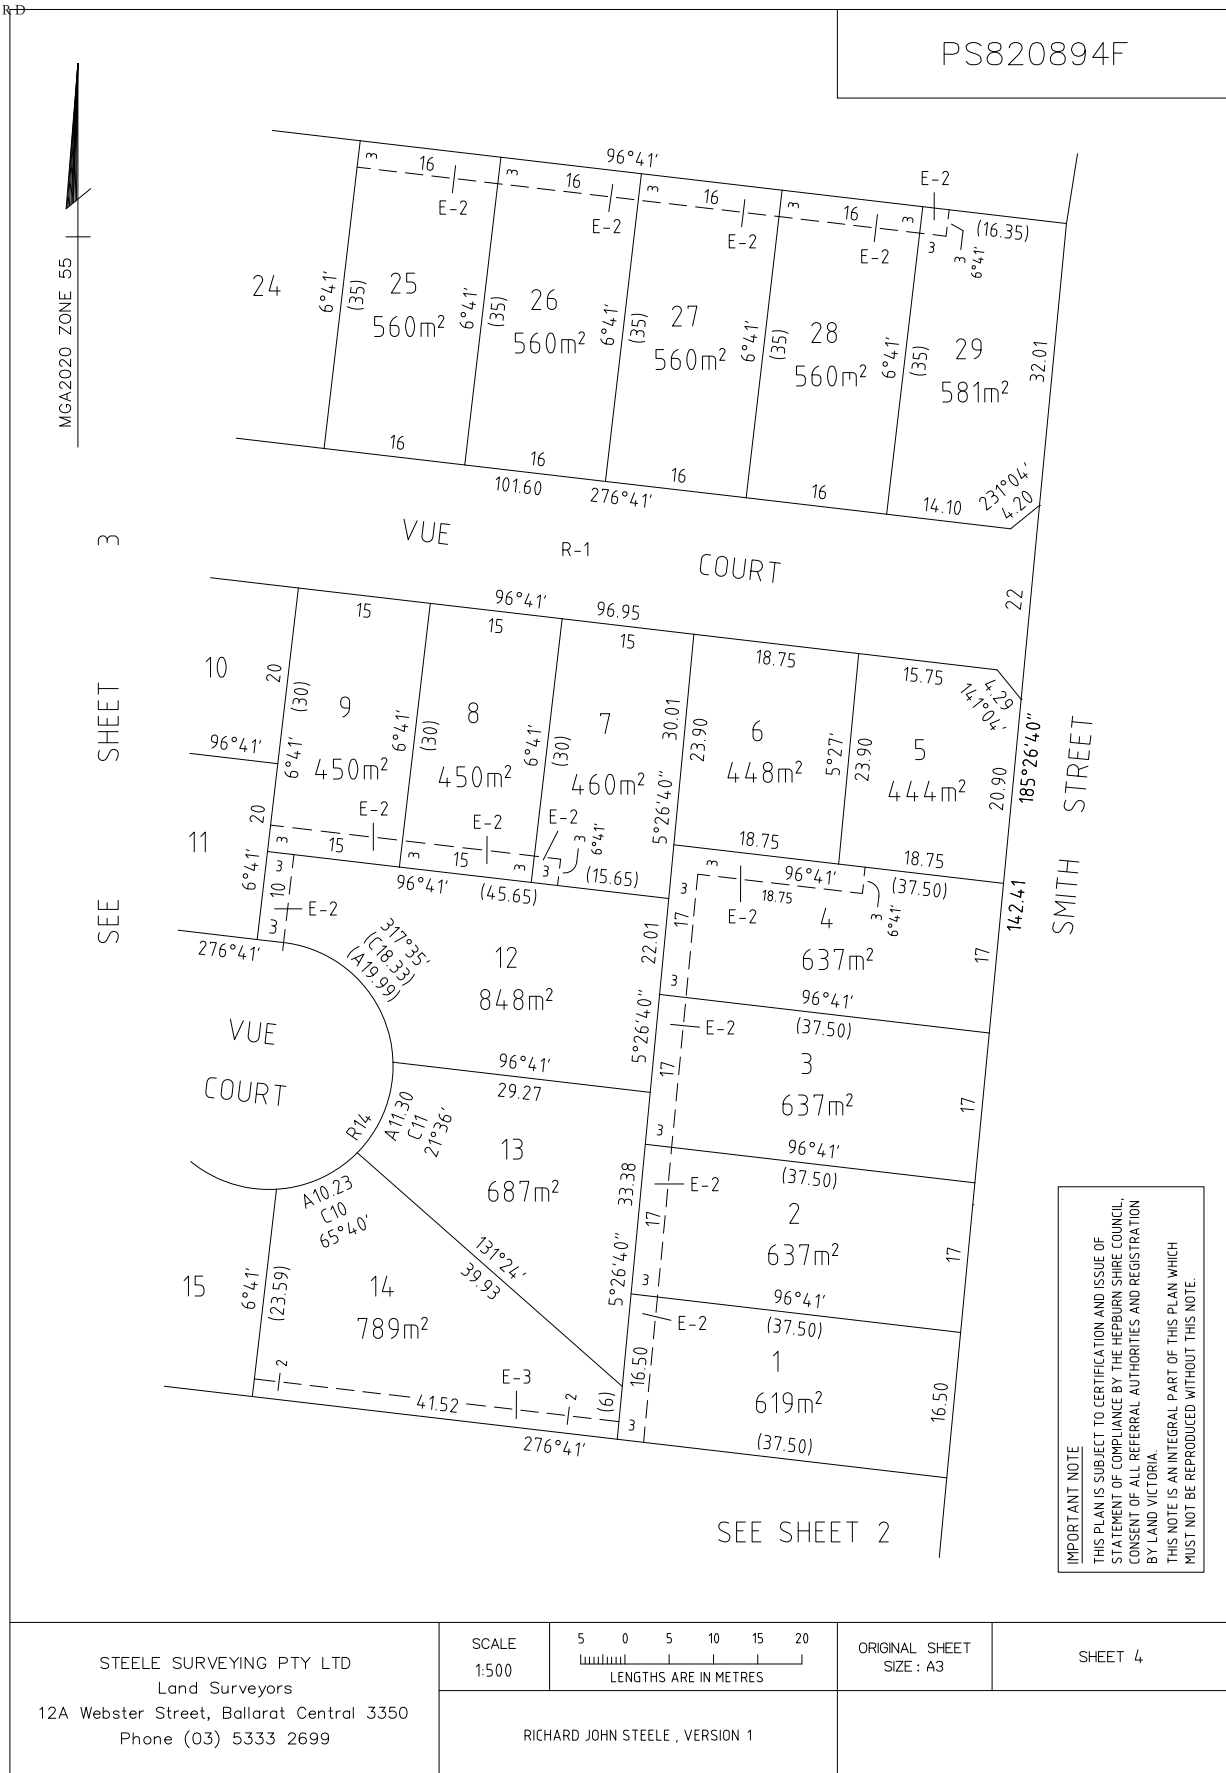 R D
PS820894F
MGA2020 ZONE 55
96°41'
3
16
E-2
3
16
E-2
3
16
E-2
3
16
E-2
3
E-2
(16.35)
3
3
6°41'
24
6°41'
(35)
25
560m²
6°41'
(35)
26
560m²
6°41'
(35)
27
560m²
6°41'
(35)
28
560m²
6°41'
(35)
29
581m²
32.01
16
16
16
16
14.10
231°04'
4.20
101.60
276°41'
VUE
R-1
COURT
22
SEE SHEET 3
96°41'
96.95
15
15
15
18.75
15.75
4.29
141°04'
10
20
(30)
6°41'
96°41'
9
450m²
6°41'
(30)
8
450m²
6°41'
(30)
7
460m²
30.01
23.90
5°26'40"
6
448m²
5°27'
23.90
5
444m²
20.90
185°26'40"
SMITH STREET
142.41
11
20
6°41'
3
15
E-2
3
15
E-2
3
E-2
3
3
6°41'
(15.65)
96°41'
(45.65)
18.75
18.75
3
10
3
E-2
276°41'
317°35'
(C18.33)
(A19.99)
12
848m²
22.01
5°26'40"
3
3
17
3
E-2
18.75
96°41'
(37.50)
3
6°41'
4
637m²
17
96°41'
(37.50)
E-2
17
3
3
637m²
17
VUE
COURT
R14
96°41'
29.27
A11.30
C11
21°36'
13
687m²
33.38
5°26'40"
96°41'
(37.50)
E-2
17
3
2
637m²
17
A10.23
C10
65°40'
131°24'
39.93
15
6°41'
(23.59)
14
789m²
96°41'
(37.50)
E-2
16.50
3
1
619m²
16.50
(37.50)
2
41.52
E-3
2
(6)
276°41'
SEE SHEET 2
IMPORTANT NOTE
THIS PLAN IS SUBJECT TO CERTIFICATION AND ISSUE OF
STATEMENT OF COMPLIANCE BY THE HEPBURN SHIRE COUNCIL,
CONSENT OF ALL REFERRAL AUTHORITIES AND REGISTRATION
BY LAND VICTORIA.
THIS NOTE IS AN INTEGRAL PART OF THIS PLAN WHICH
MUST NOT BE REPRODUCED WITHOUT THIS NOTE.
STEELE SURVEYING PTY LTD
Land Surveyors
12A Webster Street, Ballarat Central 3350
Phone (03) 5333 2699
SCALE
1:500
5 0 5 10 15 20
LENGTHS ARE IN METRES
ORIGINAL SHEET
SIZE: A3
SHEET 4
RICHARD JOHN STEELE , VERSION 1